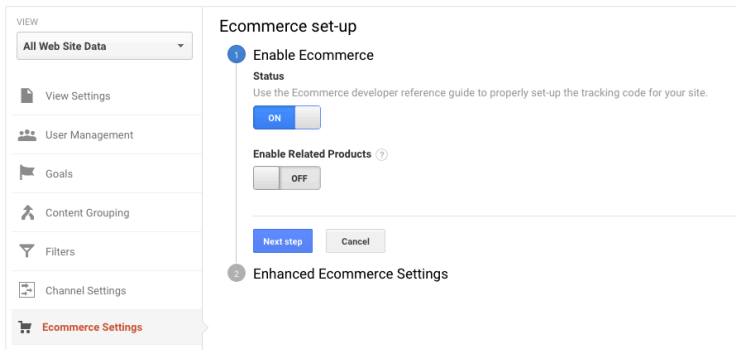 VIEW
All Web Site Data
View Settings
User Management
Goals
Content Grouping
Filters
Channel Settings
Ecommerce Settings
Ecommerce set-up
1 Enable Ecommerce
Status
Use the Ecommerce developer reference guide to properly set-up the tracking code for your site.
ON
Enable Related Products ?
OFF
Next step Cancel
2 Enhanced Ecommerce Settings